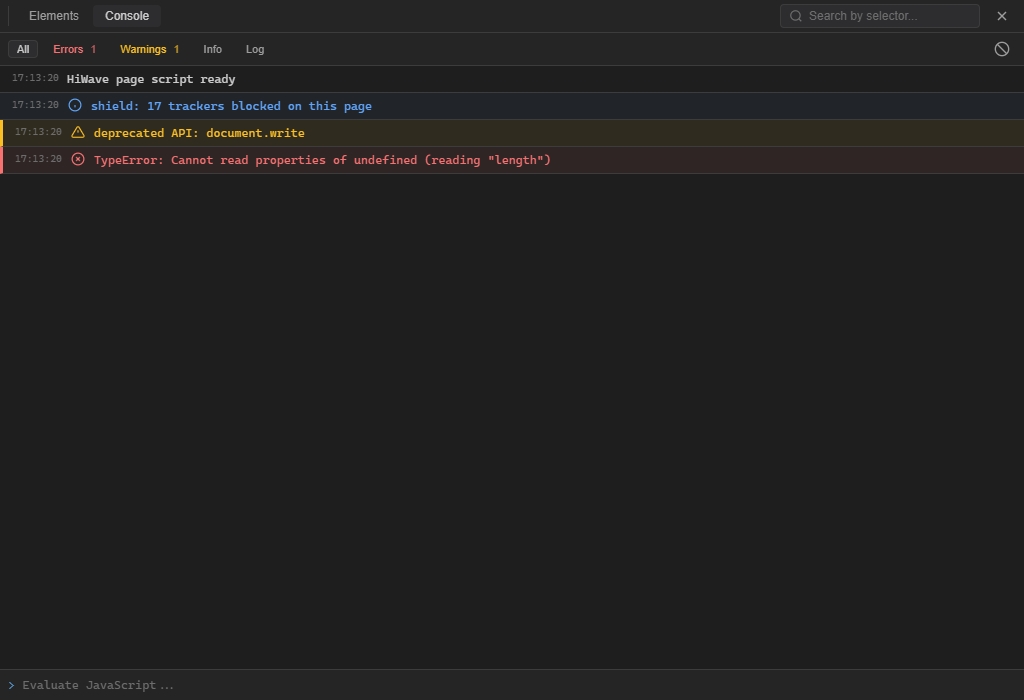 Elements Console Search by selector...
All Errors 1 Warnings 1 Info Log
17:13:20 HiWave page script ready
17:13:20 shield: 17 trackers blocked on this page
17:13:20 deprecated API: document.write
17:13:20 TypeError: Cannot read properties of undefined (reading "length")
> Evaluate JavaScript...